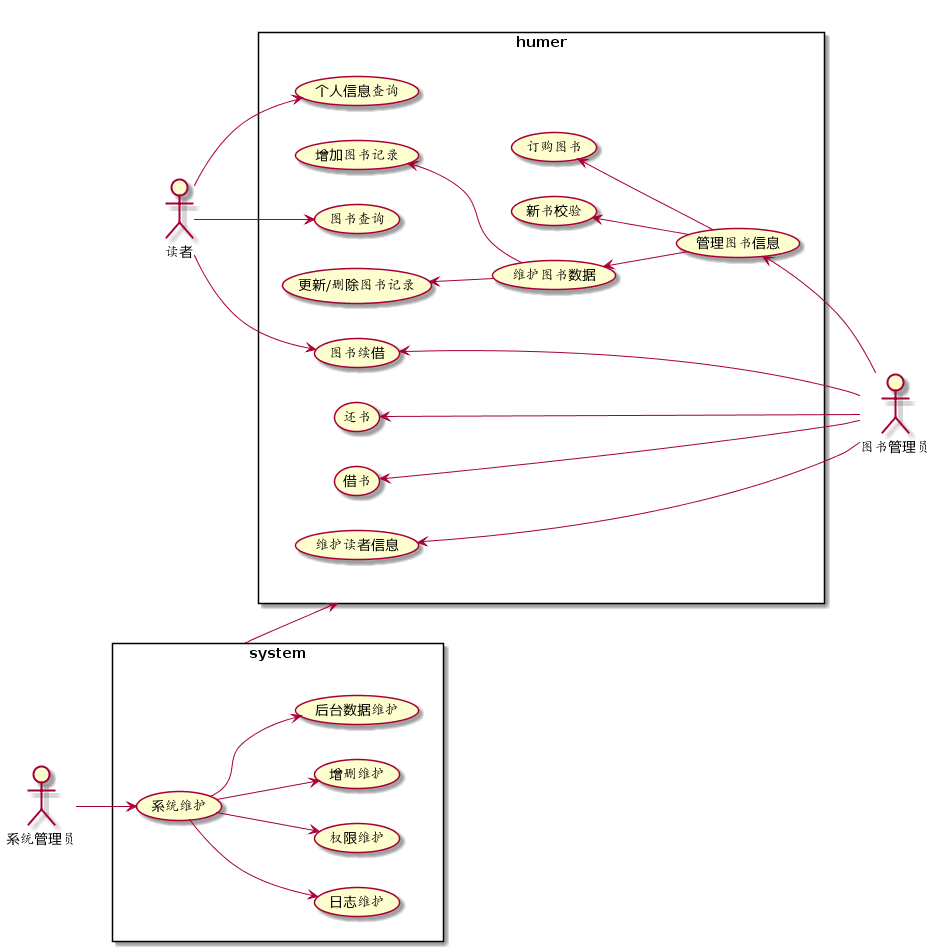 humer
个人信息查询
订购图书
增加图书记录
新书校验
读者
图书查询
管理图书信息
更新/删除图书记录
维护图书数据
图书续借
还书
图书管理员
借书
维护读者信息
system
后台数据维护
增删维护
系统维护
系统管理员
权限维护
日志维护